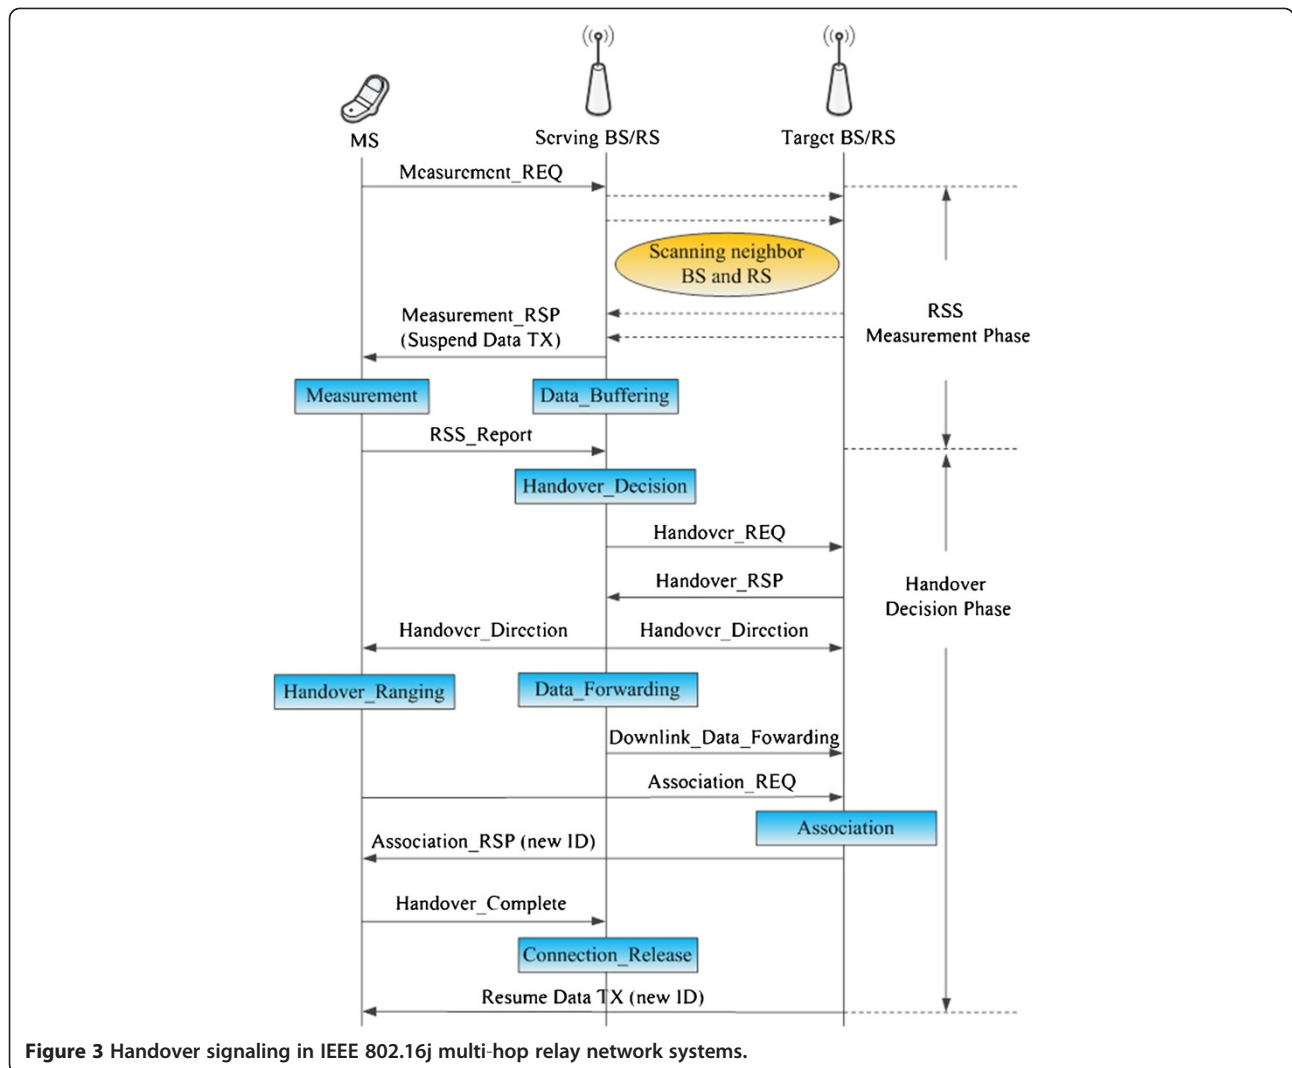 MS
Serving BS/RS
Target BS/RS
Measurement_REQ
Scanning neighbor
BS and RS
Measurement_RSP
(Suspend Data TX)
RSS
Measurement Phase
Measurement
Data_Buffering
RSS_Report
Handover_Decision
Handover_REQ
Handover_RSP
Handover
Decision Phase
Handover_Direction
Handover_Direction
Handover_Ranging
Data_Forwarding
Downlink_Data_Fowarding
Association_REQ
Association
Association_RSP (new ID)
Handover_Complete
Connection_Release
Resume Data TX (new ID)
Figure 3 Handover signaling in IEEE 802.16j multi-hop relay network systems.